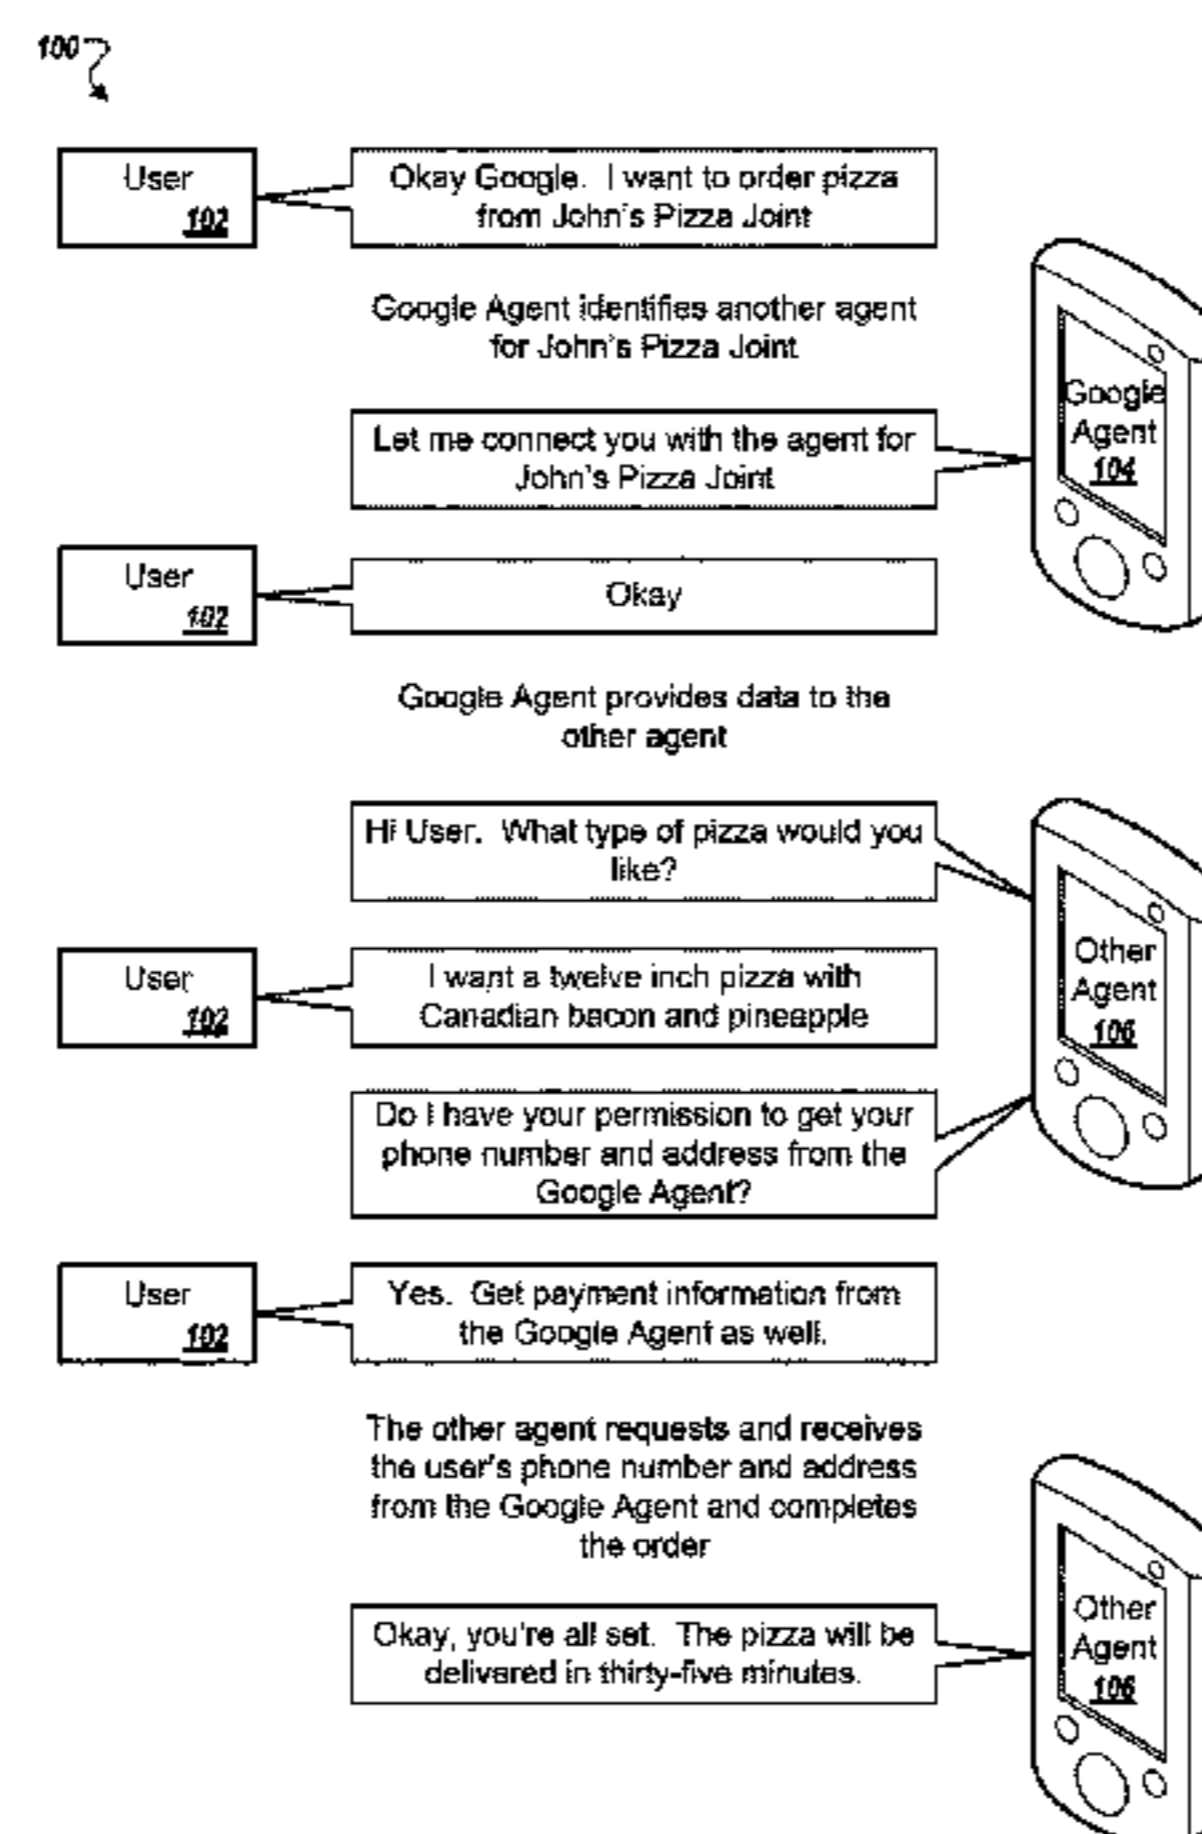 100
User
102
Okay Google. I want to order pizza
from John's Pizza Joint
Google Agent identifies another agent
for John's Pizza Joint
Let me connect you with the agent for
John's Pizza Joint
Google
Agent
104
User
102
Okay
Google Agent provides data to the
other agent
Hi User. What type of pizza would you
like?
Other
Agent
106
User
102
I want a twelve inch pizza with
Canadian bacon and pineapple
Do I have your permission to get your
phone number and address from the
Google Agent?
User
102
Yes. Get payment information from
the Google Agent as well.
The other agent requests and receives
the user's phone number and address
from the Google Agent and completes
the order
Okay, you're all set. The pizza will be
delivered in thirty-five minutes.
Other
Agent
106